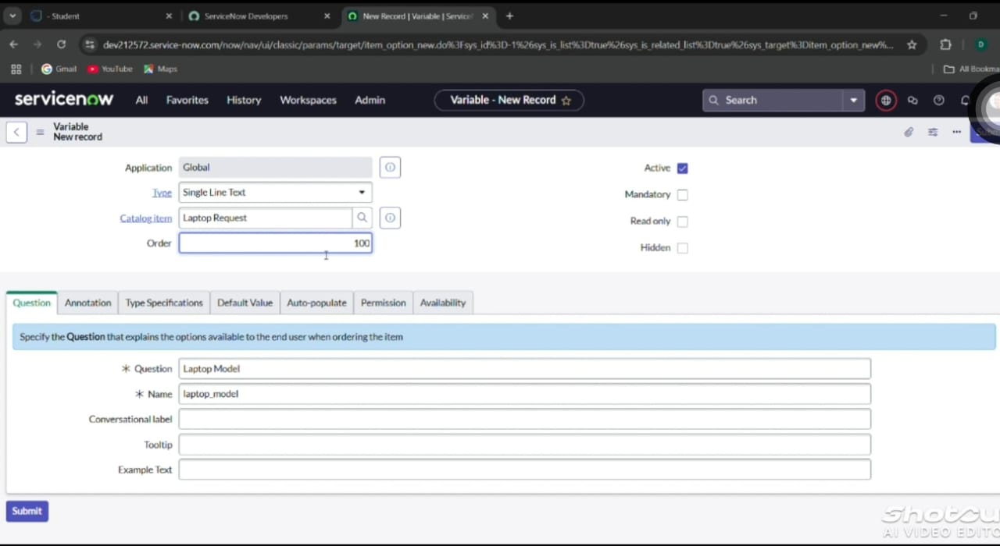 - Student
ServiceNow Developers
New Record | Variable | Service
dev212572.service-now.com/now/nav/ui/classic/params/target/item_option_new.do%3Fsys_id%3D-1%26sys_is_list%3Dtrue%26sys_is_related_list%3Dtrue%26sys_target%3Ditem_option_new%...
D
Gmail YouTube Maps All Bookma
servicenow All Favorites History Workspaces Admin Variable - New Record Search
Variable
New record
Application Global
Type Single Line Text
Catalog item Laptop Request
Order 100
Active
Mandatory
Read only
Hidden
Question Annotation Type Specifications Default Value Auto-populate Permission Availability
Specify the Question that explains the options available to the end user when ordering the item
* Question Laptop Model
* Name laptop_model
Conversational label
Tooltip
Example Text
Submit
ShotCu
AI VIDEO EDITO